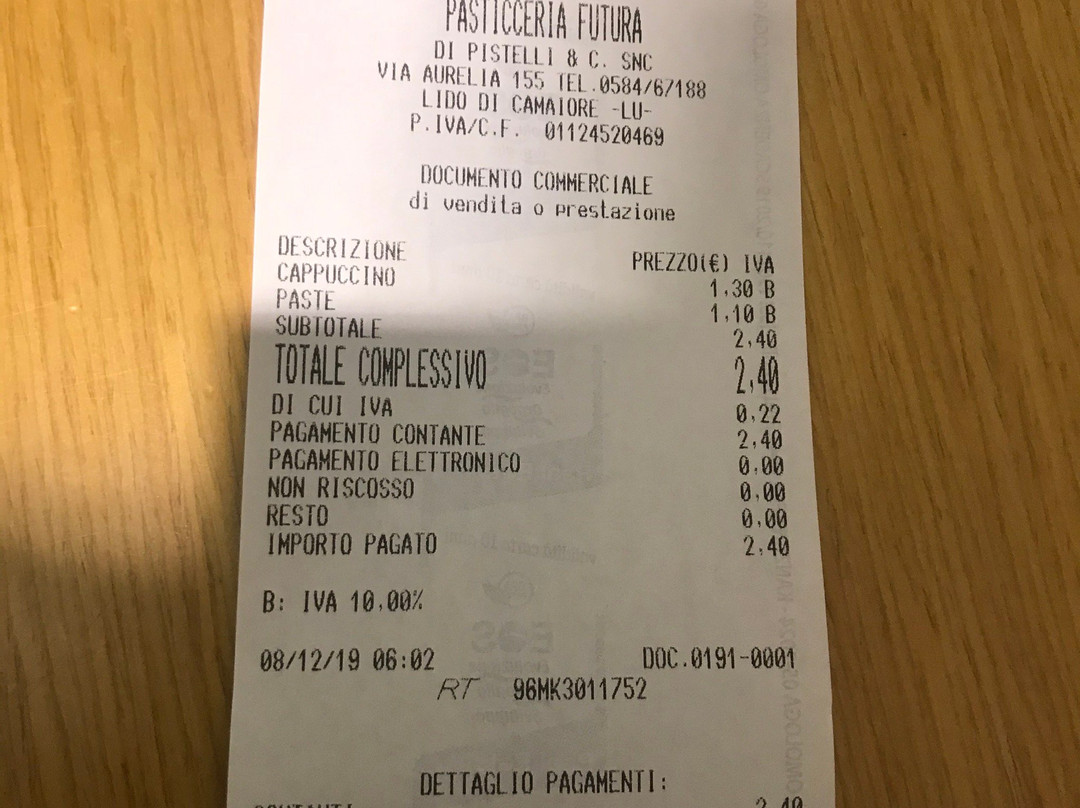 PASTICCERIA FUTURA
DI PISTELLI & C. SNC
VIA AURELIA 155 TEL.0584/67188
LIDO DI CAMAIORE -LU-
P.IVA/C.F. 01124520469
DOCUMENTO COMMERCIALE
di vendita o prestazione
DESCRIZIONE PREZZO(€) IVA
CAPPUCCINO 1,30 B
PASTE 1,10 B
SUBTOTALE 2,40
TOTALE COMPLESSIVO 2,40
DI CUI IVA 0,22
PAGAMENTO CONTANTE 2,40
PAGAMENTO ELETTRONICO 0,00
NON RISCOSSO 0,00
RESTO 0,00
IMPORTO PAGATO 2,40
B: IVA 10,00%
08/12/19 06:02 DOC.0191-0001
RT 96MK3011752
DETTAGLIO PAGAMENTI:
CONTANTI 2,40